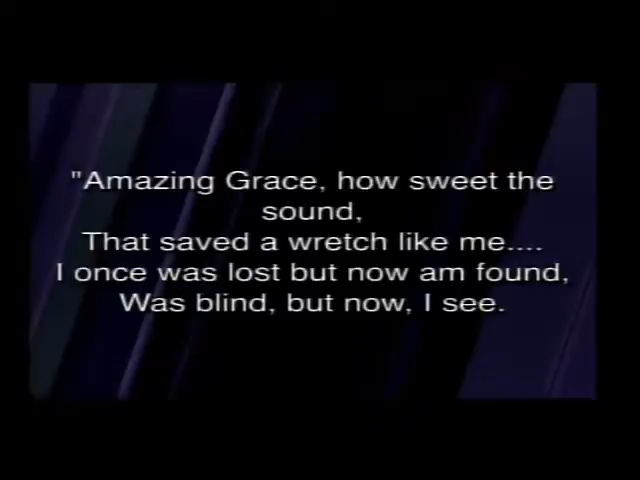 "Amazing Grace, how sweet the
sound,
That saved a wretch like me....
I once was lost but now am found,
Was blind, but now, I see.